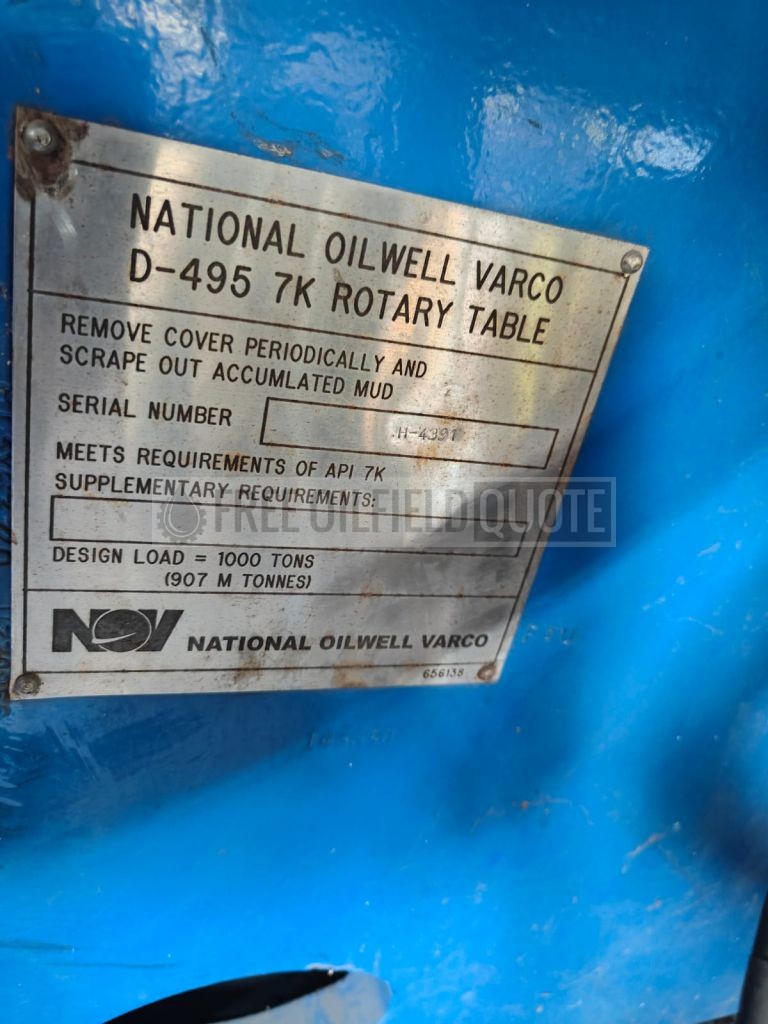 NATIONAL OILWELL VARCO
D-495 7K ROTARY TABLE
REMOVE COVER PERIODICALLY AND
SCRAPE OUT ACCUMLATED MUD
SERIAL NUMBER H-4391
MEETS REQUIREMENTS OF API 7K
SUPPLEMENTARY REQUIREMENTS:
FREE OILFIELD QUOTE
DESIGN LOAD = 1000 TONS
(907 M TONNES)
NOV NATIONAL OILWELL VARCO
656138